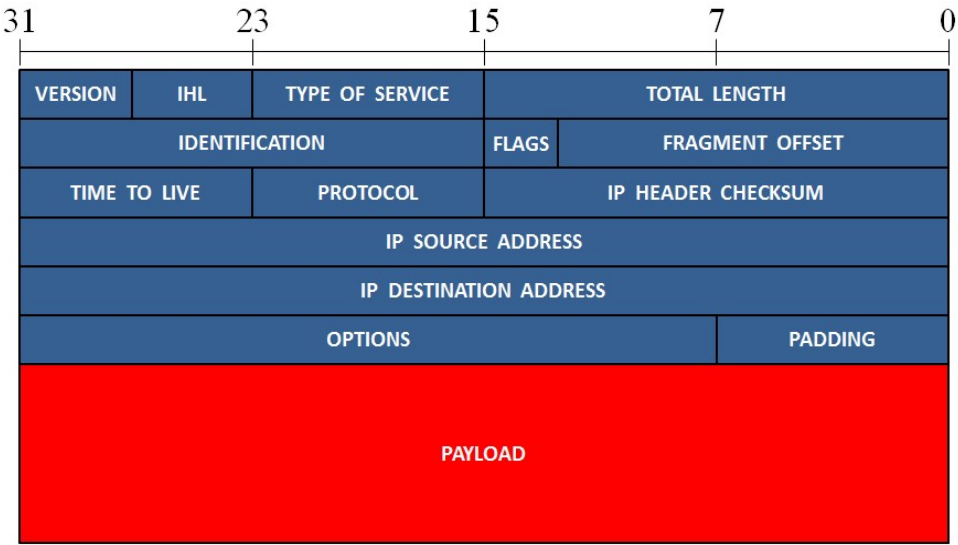 31 23 15 7 0
VERSION IHL TYPE OF SERVICE TOTAL LENGTH
IDENTIFICATION FLAGS FRAGMENT OFFSET
TIME TO LIVE PROTOCOL IP HEADER CHECKSUM
IP SOURCE ADDRESS
IP DESTINATION ADDRESS
OPTIONS PADDING
PAYLOAD